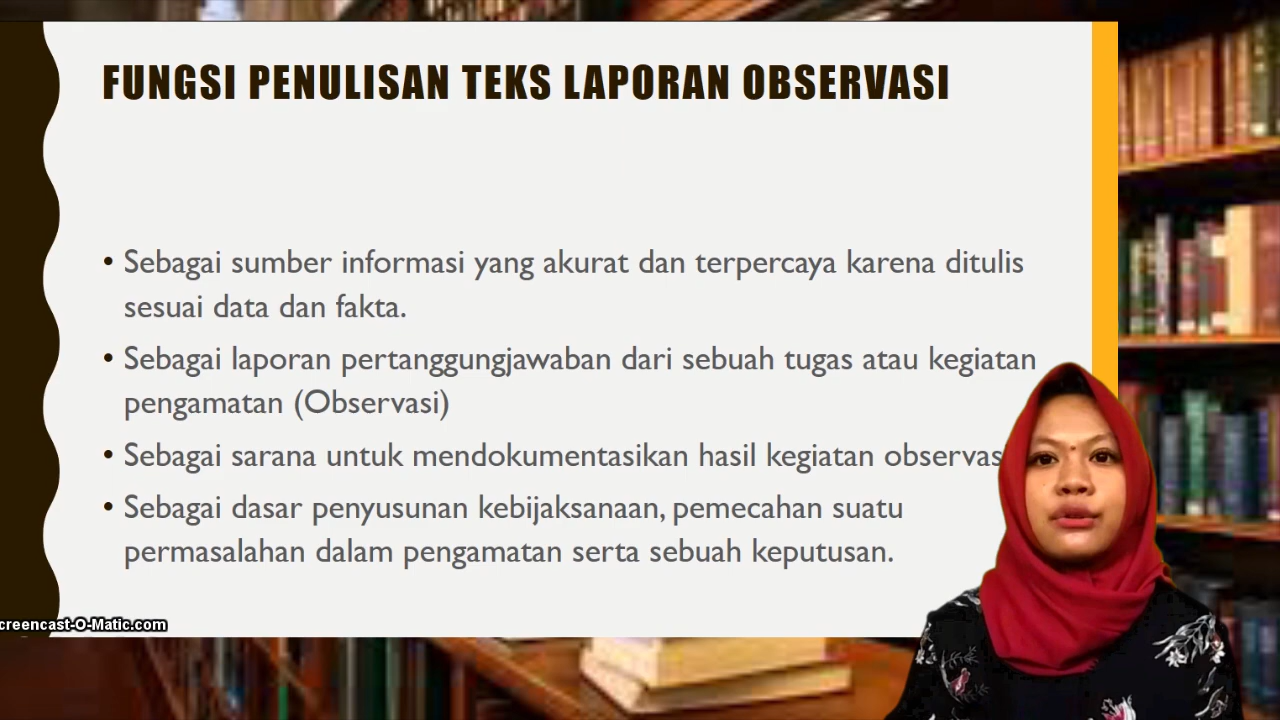 FUNGSI PENULISAN TEKS LAPORAN OBSERVASI
• Sebagai sumber informasi yang akurat dan terpercaya karena ditulis
sesuai data dan fakta.
• Sebagai laporan pertanggungjawaban dari sebuah tugas atau kegiatan
pengamatan (Observasi)
• Sebagai sarana untuk mendokumentasikan hasil kegiatan observas
• Sebagai dasar penyusunan kebijaksanaan, pemecahan suatu
permasalahan dalam pengamatan serta sebuah keputusan.
creencast-O-Matic.com